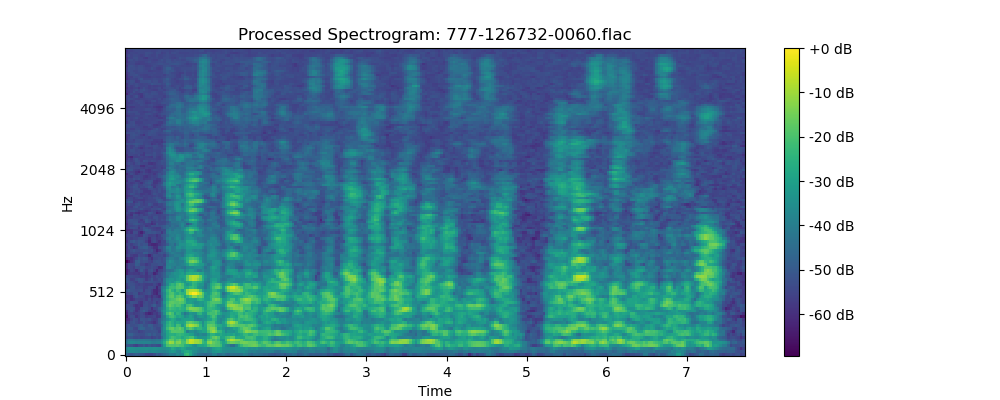 Processed Spectrogram: 777-126732-0060.flac
Hz
4096
2048
1024
512
0
0 1 2 3 4 5 6 7
Time
+0 dB
-10 dB
-20 dB
-30 dB
-40 dB
-50 dB
-60 dB